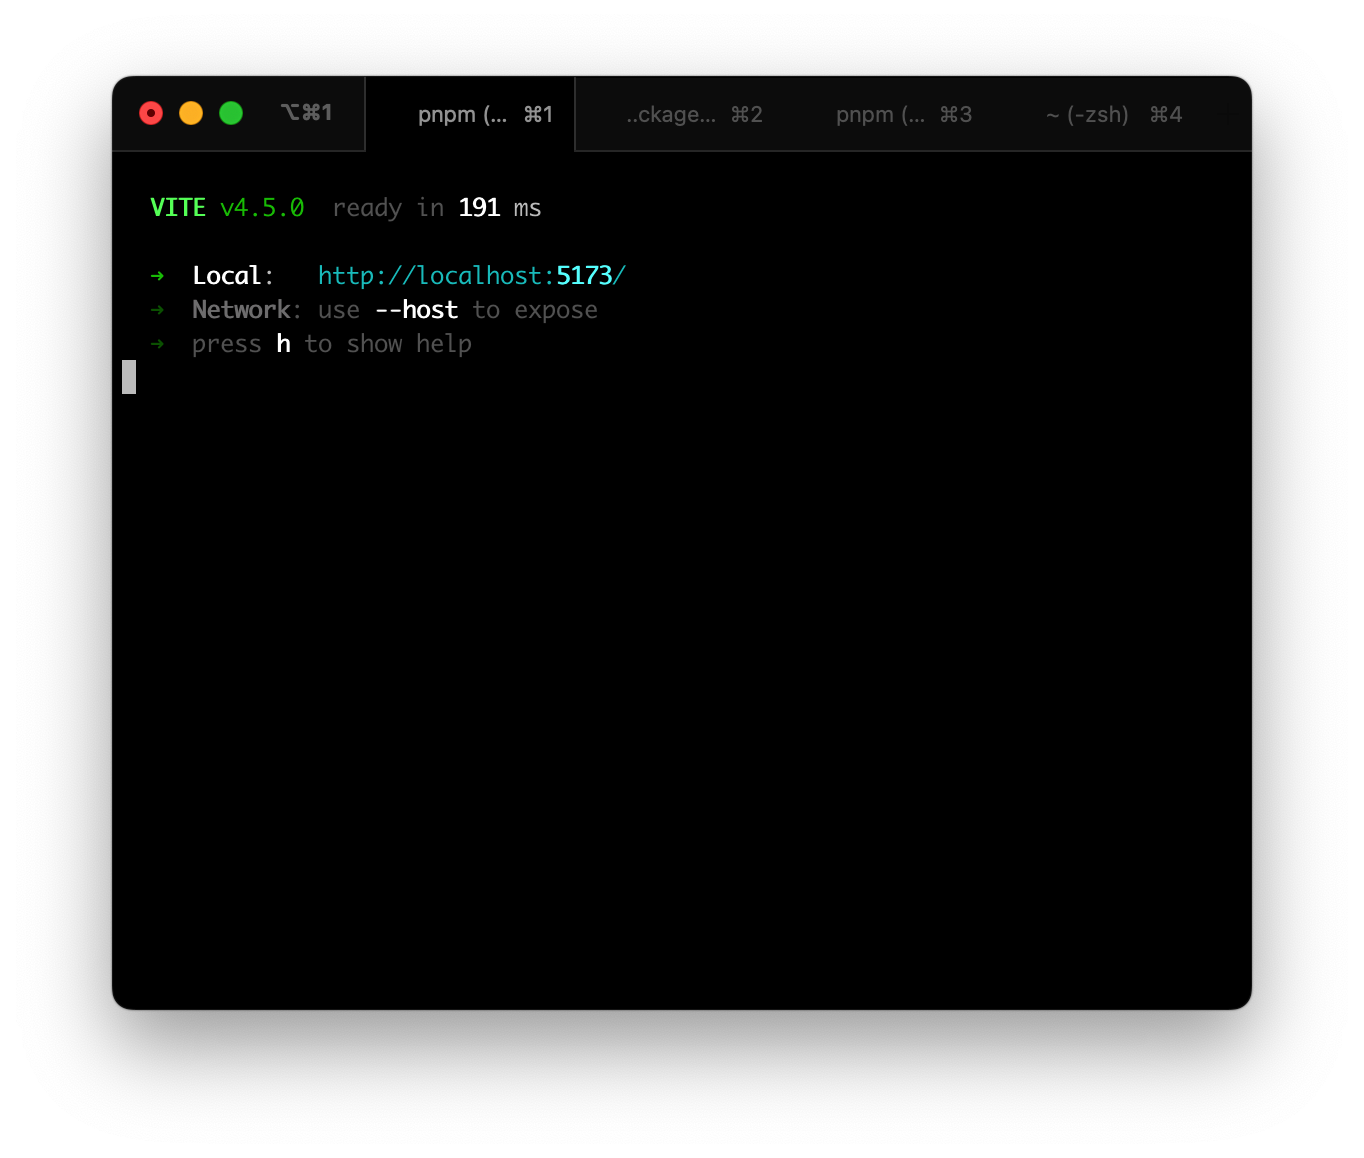 ⌥⌘1 pnpm (... ⌘1 ..ckage... ⌘2 pnpm (... ⌘3 ~ (-zsh) ⌘4
VITE v4.5.0 ready in 191 ms
➜ Local: http://localhost:5173/
➜ Network: use --host to expose
➜ press h to show help